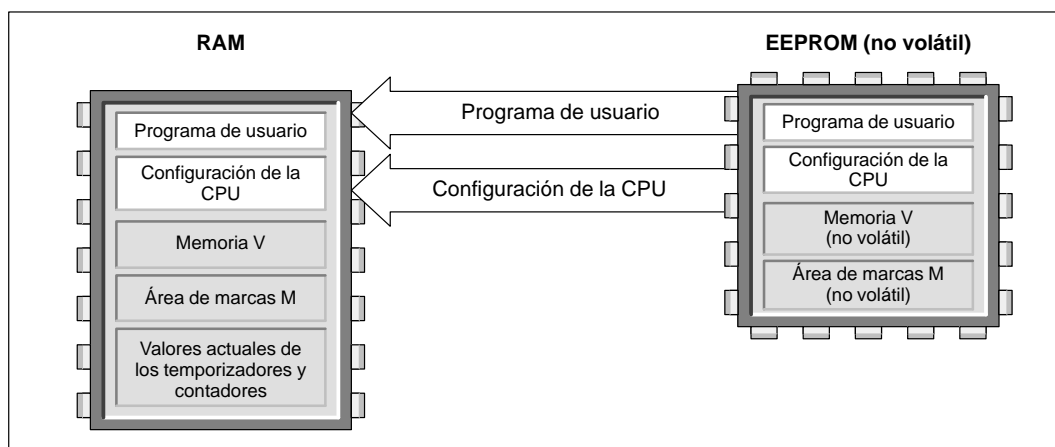 RAM
EEPROM (no volátil)
Programa de usuario
Configuración de la
CPU
Memoria V
Área de marcas M
Valores actuales de
los temporizadores y
contadores
Programa de usuario
Configuración de la CPU
Programa de usuario
Configuración de la
CPU
Memoria V
(no volátil)
Área de marcas M
(no volátil)